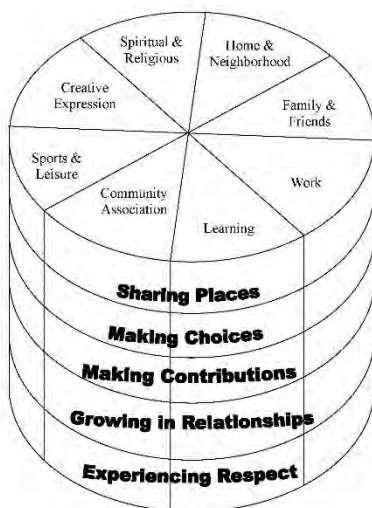 Spiritual &
Religious
Home &
Neighborhood
Creative
Expression
Family &
Friends
Sports &
Leisure
Work
Community
Association
Learning
Sharing Places
Making Choices
Making Contributions
Growing in Relationships
Experiencing Respect